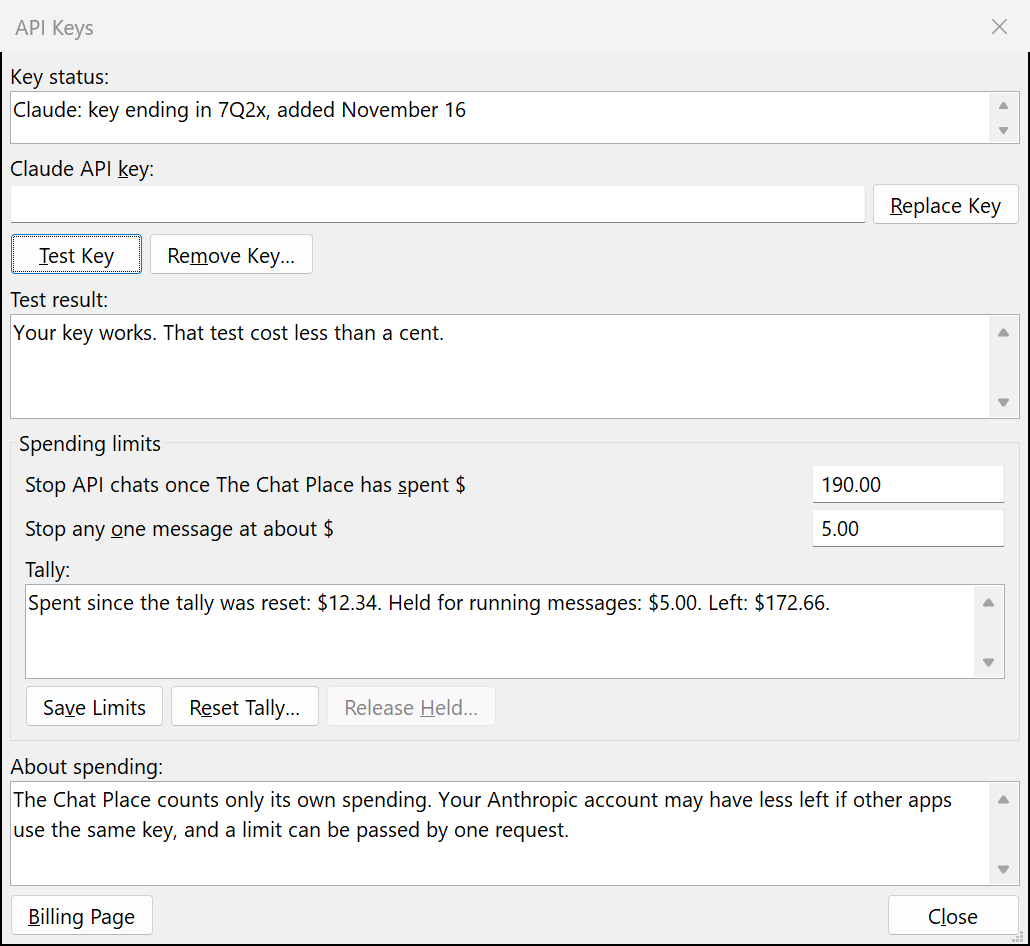 API Keys
Key status:
Claude: key ending in 7Q2x, added November 16
Claude API key:
Replace Key
Test Key
Remove Key...
Test result:
Your key works. That test cost less than a cent.
Spending limits
Stop API chats once The Chat Place has spent $
190.00
Stop any one message at about $
5.00
Tally:
Spent since the tally was reset: $12.34. Held for running messages: $5.00. Left: $172.66.
Save Limits
Reset Tally...
Release Held...
About spending:
The Chat Place counts only its own spending. Your Anthropic account may have less left if other apps
use the same key, and a limit can be passed by one request.
Billing Page
Close